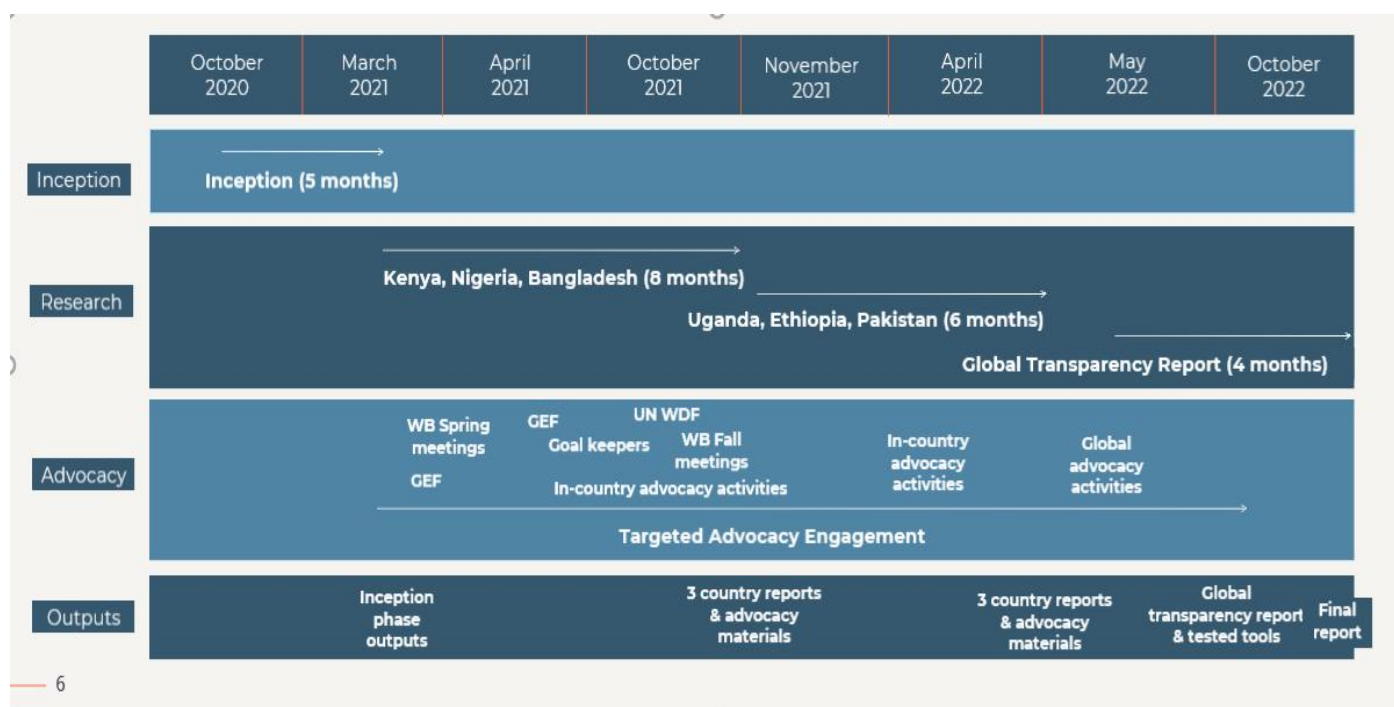 October
2020
March
2021
April
2021
October
2021
November
2021
April
2022
May
2022
October
2022
Inception
Inception (5 months)
Research
Kenya, Nigeria, Bangladesh (8 months)
Uganda, Ethiopia, Pakistan (6 months)
Global Transparency Report (4 months)
Advocacy
WB Spring
meetings
GEF
GEF
Goal keepers
UN WDF
WB Fall
meetings
In-country advocacy activities
In-country
advocacy
activities
Global
advocacy
activities
Targeted Advocacy Engagement
Outputs
Inception
phase
outputs
3 country reports
& advocacy
materials
3 country reports
& advocacy
materials
Global
transparency report
& tested tools
Final
report
6